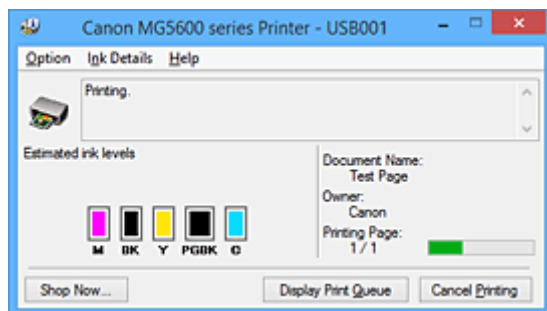 Canon MG5600 series Printer - USB001
Option Ink Details Help
Printing.
Estimated ink levels
Document Name:
Test Page
Owner:
Canon
Printing Page:
1 / 1
M BK Y PGBK C
Shop Now... Display Print Queue Cancel Printing